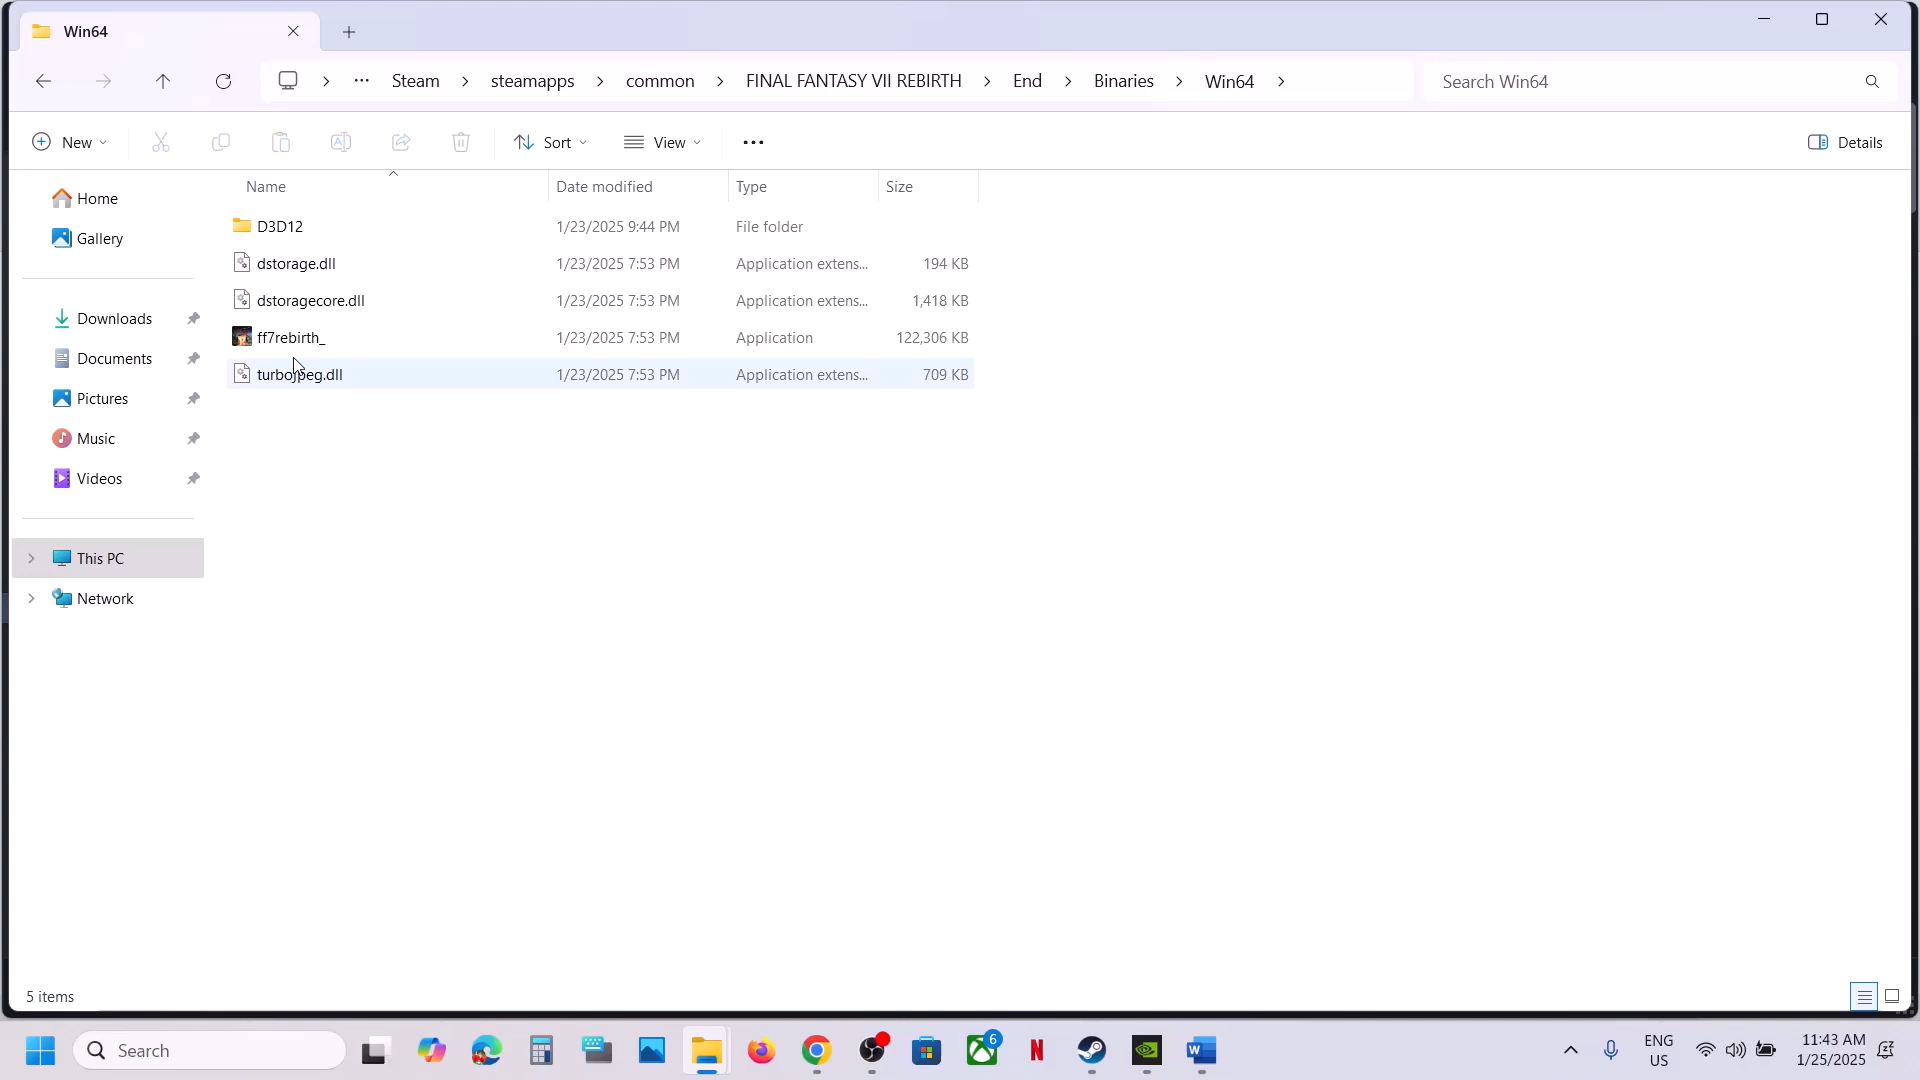 Win64
Steam
steamapps
common
FINAL FANTASY VII REBIRTH
End
Binaries
Win64
Search Win64
New
Sort
View
Details
Name
Date modified
Type
Size
Home
Gallery
Downloads
Documents
Pictures
Music
Videos
This PC
Network
D3D12 1/23/2025 9:44 PM File folder
dstorage.dll 1/23/2025 7:53 PM Application extens... 194 KB
dstoragecore.dll 1/23/2025 7:53 PM Application extens... 1,418 KB
ff7rebirth_ 1/23/2025 7:53 PM Application 122,306 KB
turbojpeg.dll 1/23/2025 7:53 PM Application extens... 709 KB
5 items
Search
6
N
W
ENG
US
11:43 AM
1/25/2025